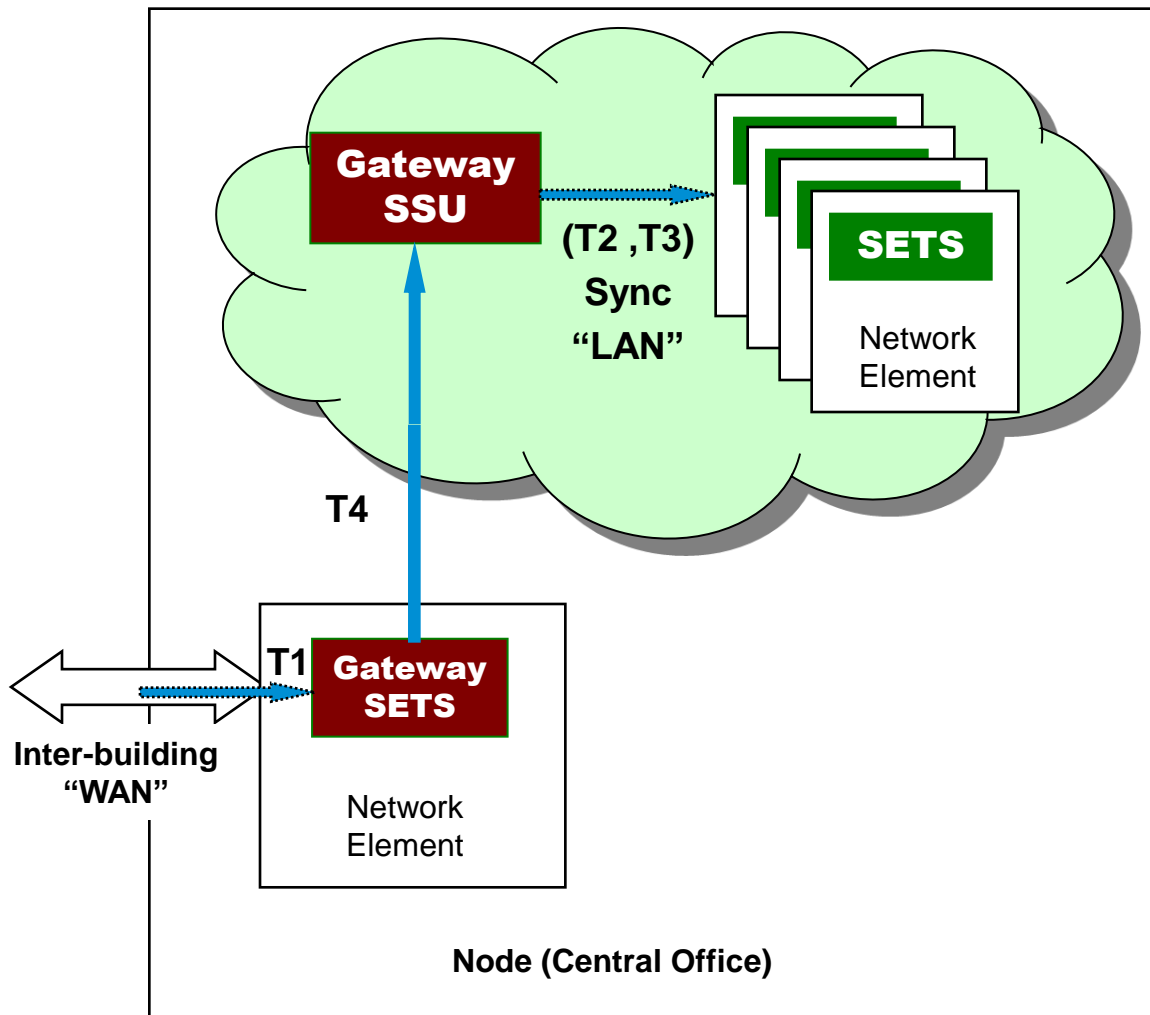 Gateway
SSU
(T2 ,T3)
Sync
“LAN”
SETS
Network
Element
T4
T1
Gateway
SETS
Inter-building
“WAN”
Network
Element
Node (Central Office)